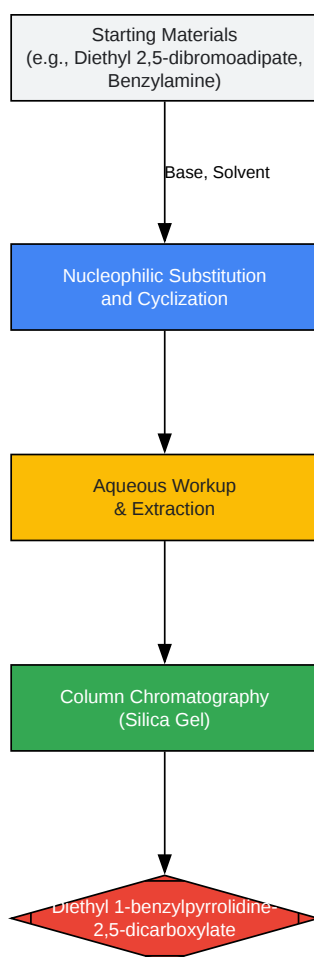 Starting Materials
(e.g., Diethyl 2,5-dibromoadipate,
Benzylamine)
Base, Solvent
Nucleophilic Substitution
and Cyclization
Aqueous Workup
& Extraction
Column Chromatography
(Silica Gel)
Diethyl 1-benzylpyrrolidine-
2,5-dicarboxylate